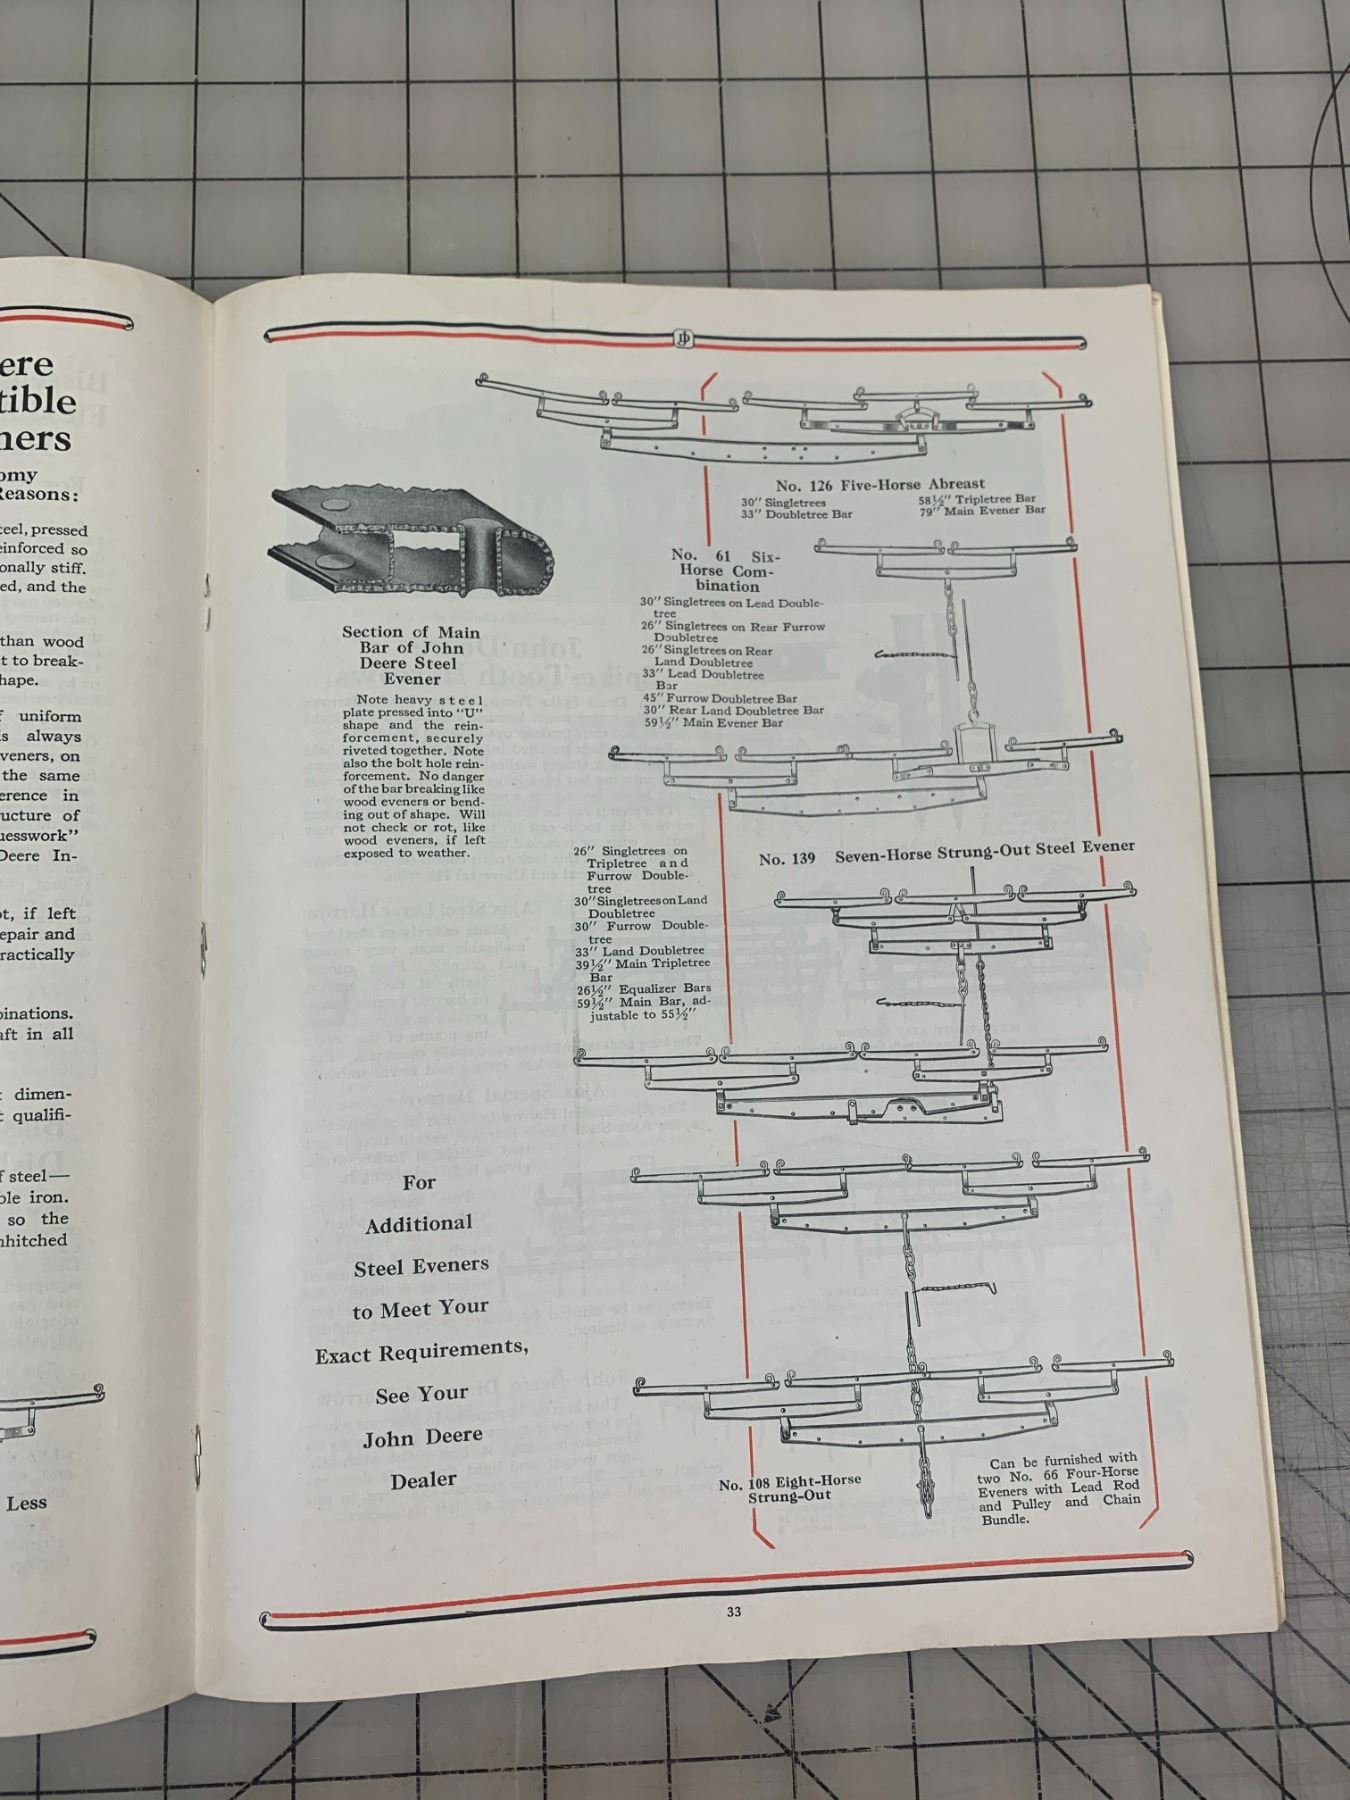 ere
tible
ners
omy
Reasons:
teel, pressed
einforced so
onally stiff.
ed, and the
than wood
t to break-
hape.
f uniform
is always
veners, on
the same
erence in
ucture of
uesswork"
Deere In-
ot, if left
epair and
ractically
binations.
aft in all
t dimen-
t qualifi-
f steel—
ble iron.
so the
nhitched
Less
JD
No. 126 Five-Horse Abreast
30" Singletrees
33" Doubletree Bar
58½" Tripletree Bar
79" Main Evener Bar
No. 61 Six-
Horse Com-
bination
30" Singletrees on Lead Double-
tree
26" Singletrees on Rear Furrow
Doubletree
26" Singletrees on Rear
Land Doubletree
33" Lead Doubletree
Bar
45" Furrow Doubletree Bar
30" Rear Land Doubletree Bar
59½" Main Evener Bar
Section of Main
Bar of John
Deere Steel
Evener
Note heavy steel
plate pressed into "U"
shape and the rein-
forcement, securely
riveted together. Note
also the bolt hole rein-
forcement. No danger
of the bar breaking like
wood eveners or bend-
ing out of shape. Will
not check or rot, like
wood eveners, if left
exposed to weather.
No. 139 Seven-Horse Strung-Out Steel Evener
26" Singletrees on
Tripletree and
Furrow Double-
tree
30" Singletrees on Land
Doubletree
30" Furrow Double-
tree
33" Land Doubletree
39½" Main Tripletree
Bar
26½" Equalizer Bars
59½" Main Bar, ad-
justable to 55½"
For
Additional
Steel Eveners
to Meet Your
Exact Requirements,
See Your
John Deere
Dealer
No. 108 Eight-Horse
Strung-Out
Can be furnished with
two No. 66 Four-Horse
Eveners with Lead Rod
and Pulley and Chain
Bundle.
33